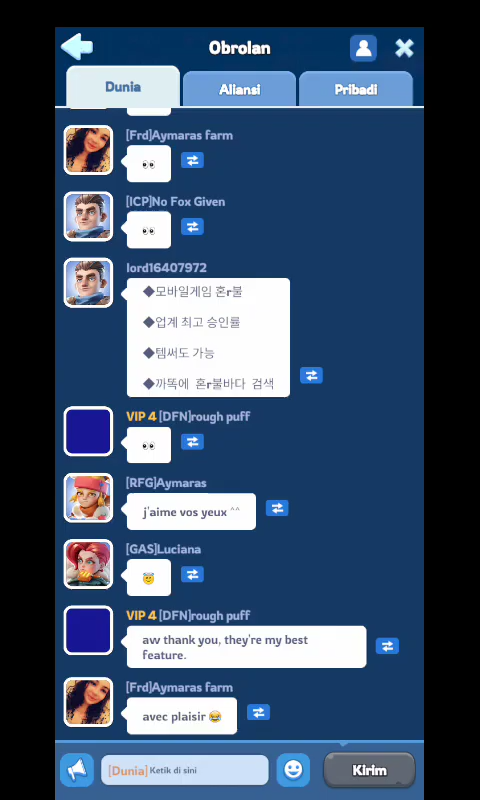 Obrolan
Dunia
Aliansi
Pribadi
[Frd]Aymaras farm
👀
[ICP]No Fox Given
👀
lord16407972
◆모바일게임 혼r불
◆업계 최고 승인률
◆템써도 가능
◆까똑에 혼r불바다 검색
VIP 4 [DFN]rough puff
👀
[RFG]Aymaras
j'aime vos yeux ^^
[GAS]Luciana
😇
VIP 4 [DFN]rough puff
aw thank you, they're my best
feature.
[Frd]Aymaras farm
avec plaisir 😂
[Dunia] Ketik di sini
Kirim